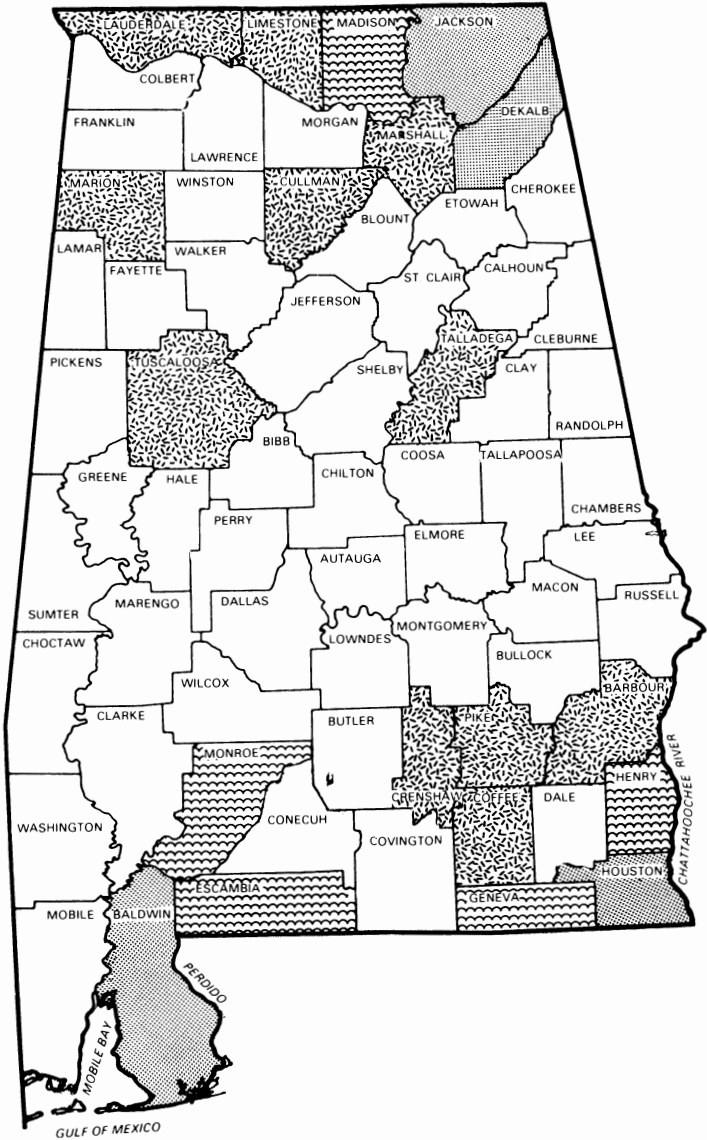 LAUDERDALE
LIMESTONE
MADISON
JACKSON
COLBERT
DEKALB
FRANKLIN
MORGAN
MARSHALL
LAWRENCE
MARION
WINSTON
CULLMAN
CHEROKEE
ETOWAH
BLOUNT
LAMAR
WALKER
FAYETTE
ST. CLAIR
CALHOUN
JEFFERSON
TALLADEGA
CLEBURNE
PICKENS
TUSCALOOSA
SHELBY
CLAY
RANDOLPH
BIBB
COOSA
TALLAPOOSA
GREENE
HALE
CHILTON
CHAMBERS
PERRY
ELMORE
LEE
AUTAUGA
MACON
RUSSELL
SUMTER
MARENGO
DALLAS
MONTGOMERY
CHOCTAW
LOWNDES
BULLOCK
WILCOX
BARBOUR
CLARKE
BUTLER
PIKE
MONROE
HENRY
CRENSHAW
COFFEE
DALE
CHATTAHOOCHEE RIVER
WASHINGTON
CONECUH
COVINGTON
HOUSTON
ESCAMBIA
GENEVA
MOBILE
BALDWIN
PERDIDO
MOBILE BAY
GULF OF MEXICO